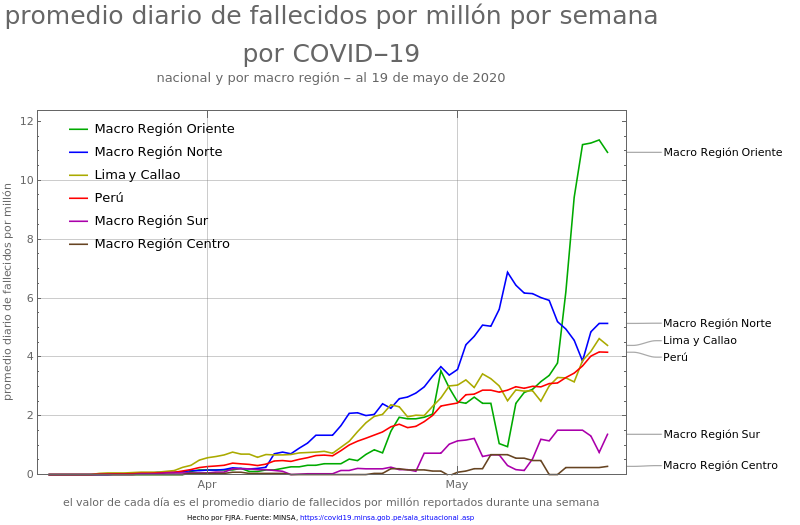 promedio diario de fallecidos por millón por semana
por COVID‒19
nacional y por macro región ‒ al 19 de mayo de 2020
promedio diario de fallecidos por millón
12
10
8
6
4
2
0
Macro Región Oriente
Macro Región Norte
Lima y Callao
Perú
Macro Región Sur
Macro Región Centro
Macro Región Oriente
Macro Región Norte
Lima y Callao
Perú
Macro Región Sur
Macro Región Centro
Apr
May
el valor de cada día es el promedio diario de fallecidos por millón reportados durante una semana
Hecho por FJRA. Fuente: MINSA, https://covid19.minsa.gob.pe/sala_situacional.asp